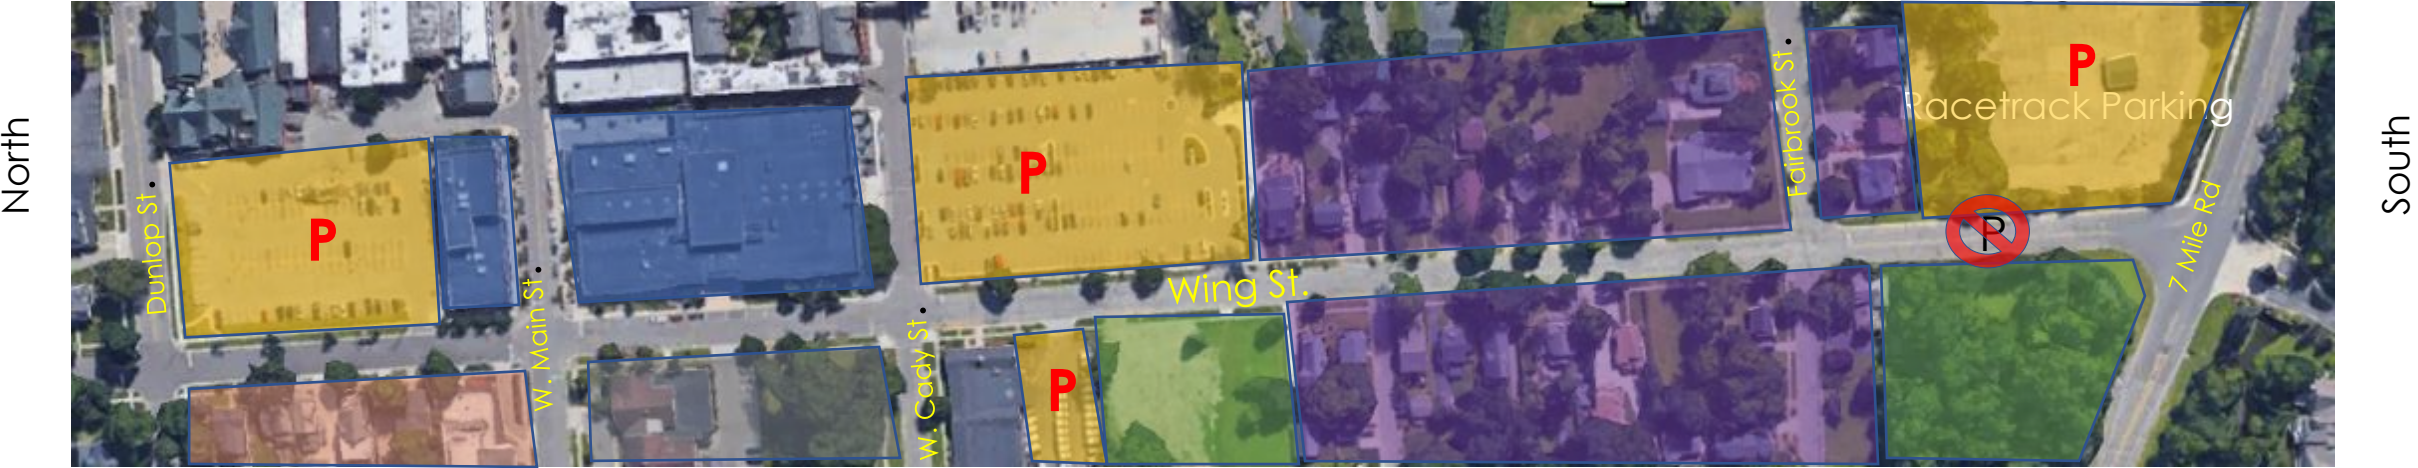 North
Dunlop St.
P
W. Main St.
P
W. Cady St.
P
Wing St.
Fairbrook St.
P
Racetrack Parking
P
7 Mile Rd
South